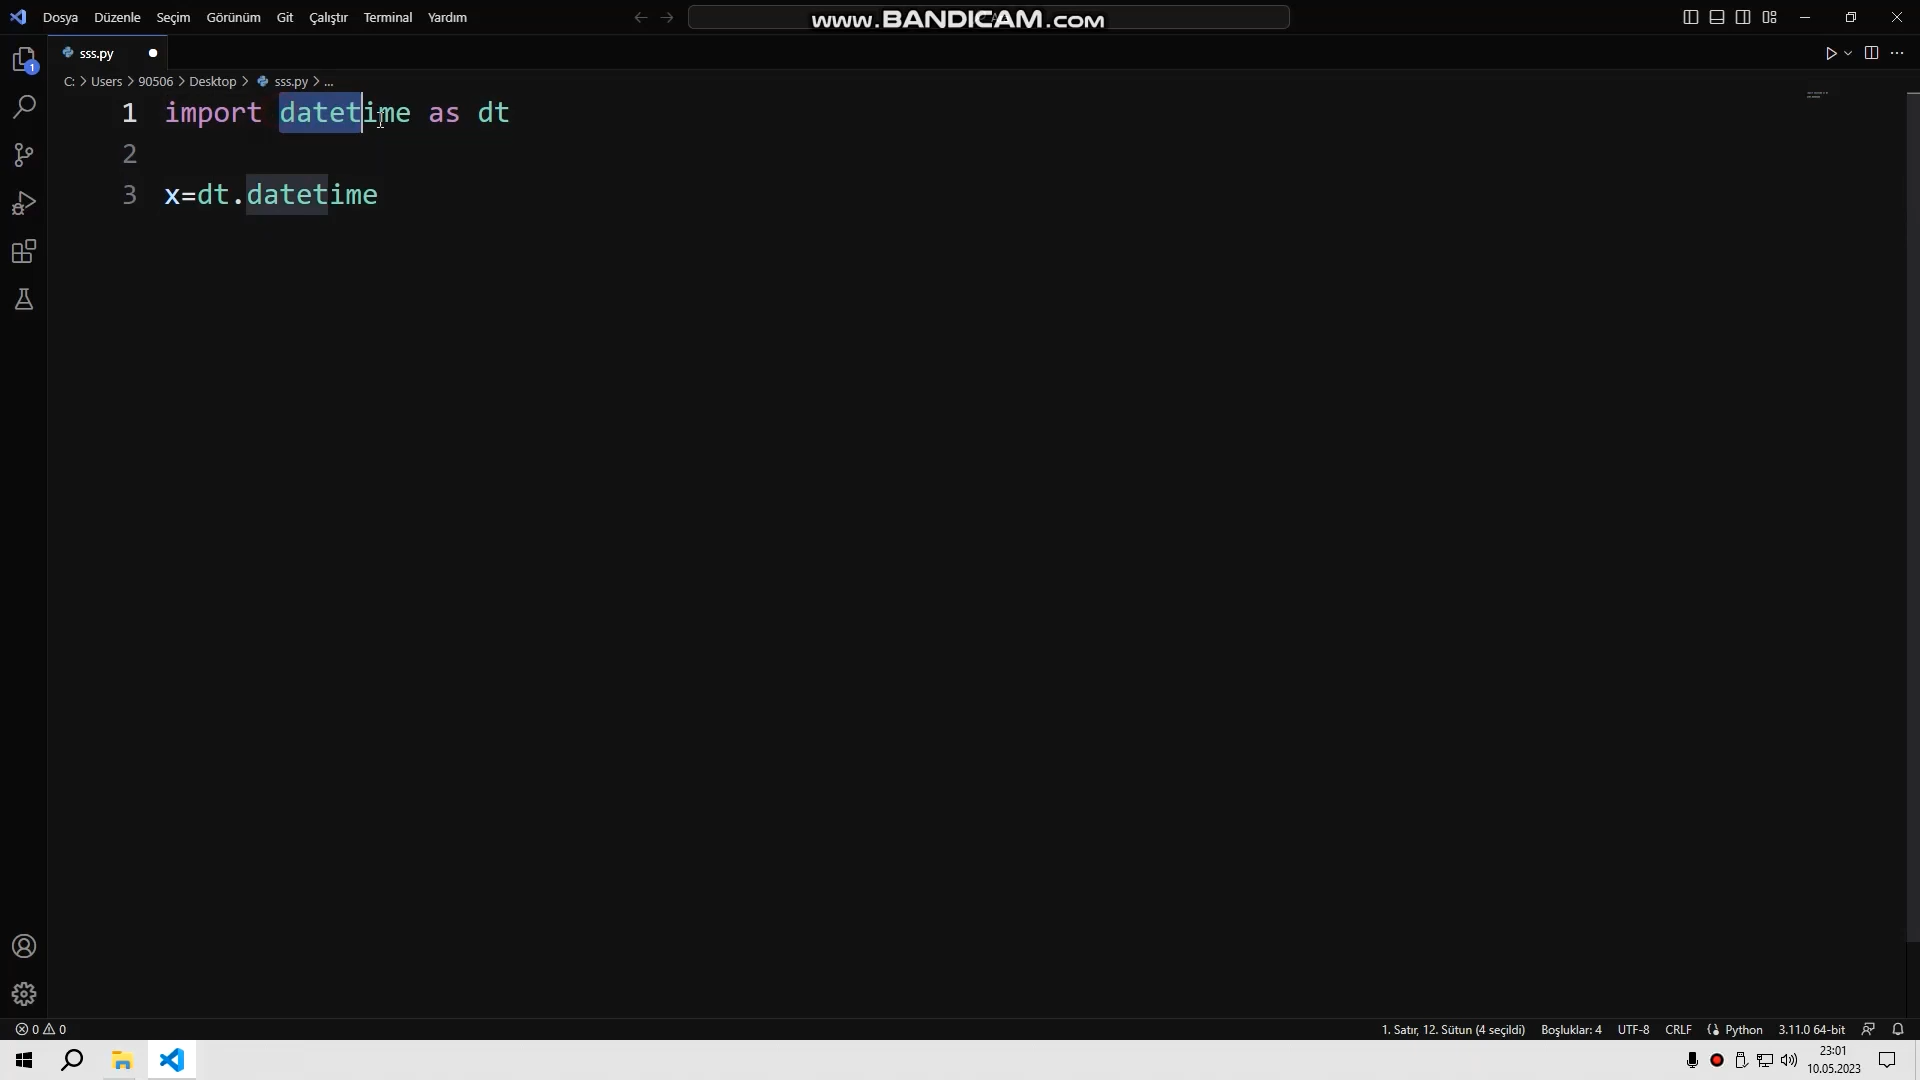 Dosya Düzenle Seçim Görünüm Git Çalıştır Terminal Yardım
www.BANDICAM.com
sss.py
1
C: > Users > 90506 > Desktop > sss.py > ...
1 import datetime as dt
2
3 x=dt.datetime
0 0
1. Satır, 12. Sütun (4 seçildi) Boşluklar: 4 UTF-8 CRLF Python 3.11.0 64-bit
23:01
10.05.2023